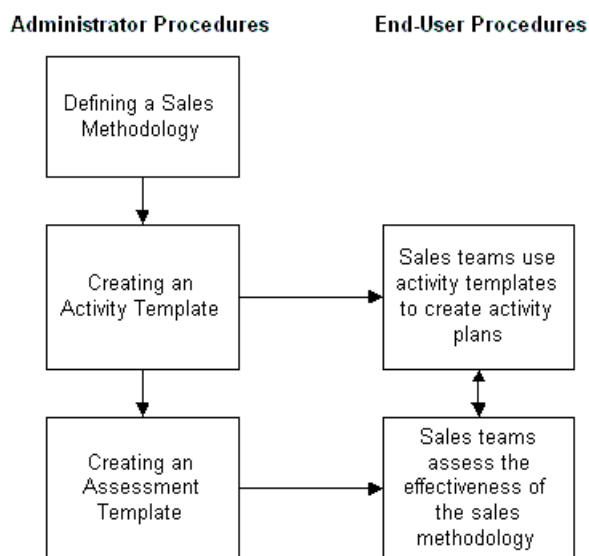 Administrator Procedures
End-User Procedures
Defining a Sales
Methodology
Creating an
Activity Template
Sales teams use
activity templates
to create activity
plans
Creating an
Assessment
Template
Sales teams
assess the
effectiveness of
the sales
methodology